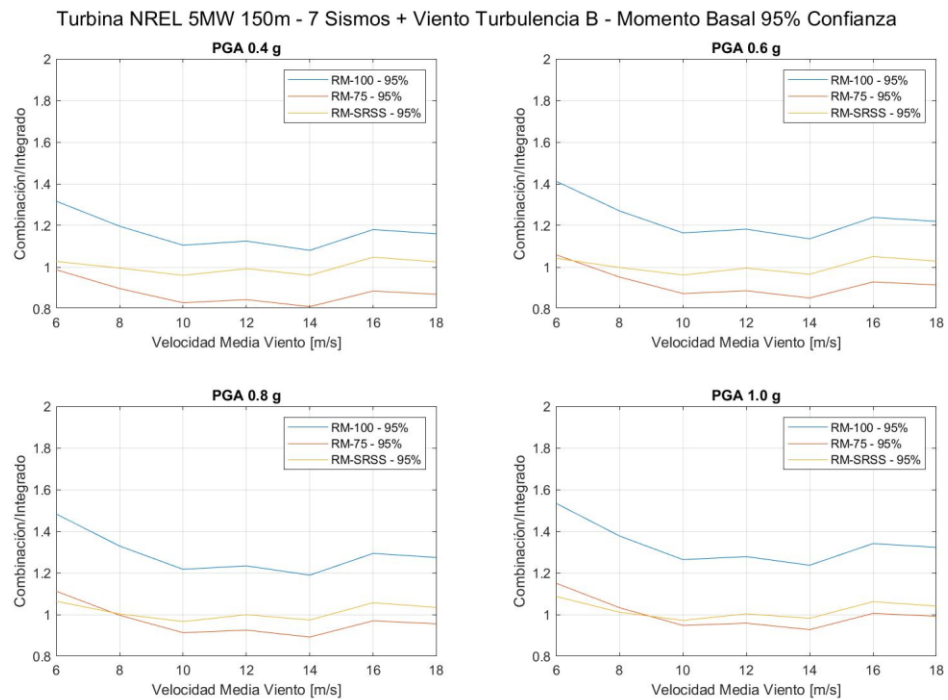 Turbina NREL 5MW 150m - 7 Sismos + Viento Turbulencia B - Momento Basal 95% Confianza
PGA 0.4 g
2
1.8
1.6
1.4
1.2
1
0.8
Combinación/Integrado
RM-100 - 95%
RM-75 - 95%
RM-SRSS - 95%
6 8 10 12 14 16 18
Velocidad Media Viento [m/s]
PGA 0.6 g
2
1.8
1.6
1.4
1.2
1
0.8
Combinación/Integrado
RM-100 - 95%
RM-75 - 95%
RM-SRSS - 95%
6 8 10 12 14 16 18
Velocidad Media Viento [m/s]
PGA 0.8 g
2
1.8
1.6
1.4
1.2
1
0.8
Combinación/Integrado
RM-100 - 95%
RM-75 - 95%
RM-SRSS - 95%
6 8 10 12 14 16 18
Velocidad Media Viento [m/s]
PGA 1.0 g
2
1.8
1.6
1.4
1.2
1
0.8
Combinación/Integrado
RM-100 - 95%
RM-75 - 95%
RM-SRSS - 95%
6 8 10 12 14 16 18
Velocidad Media Viento [m/s]